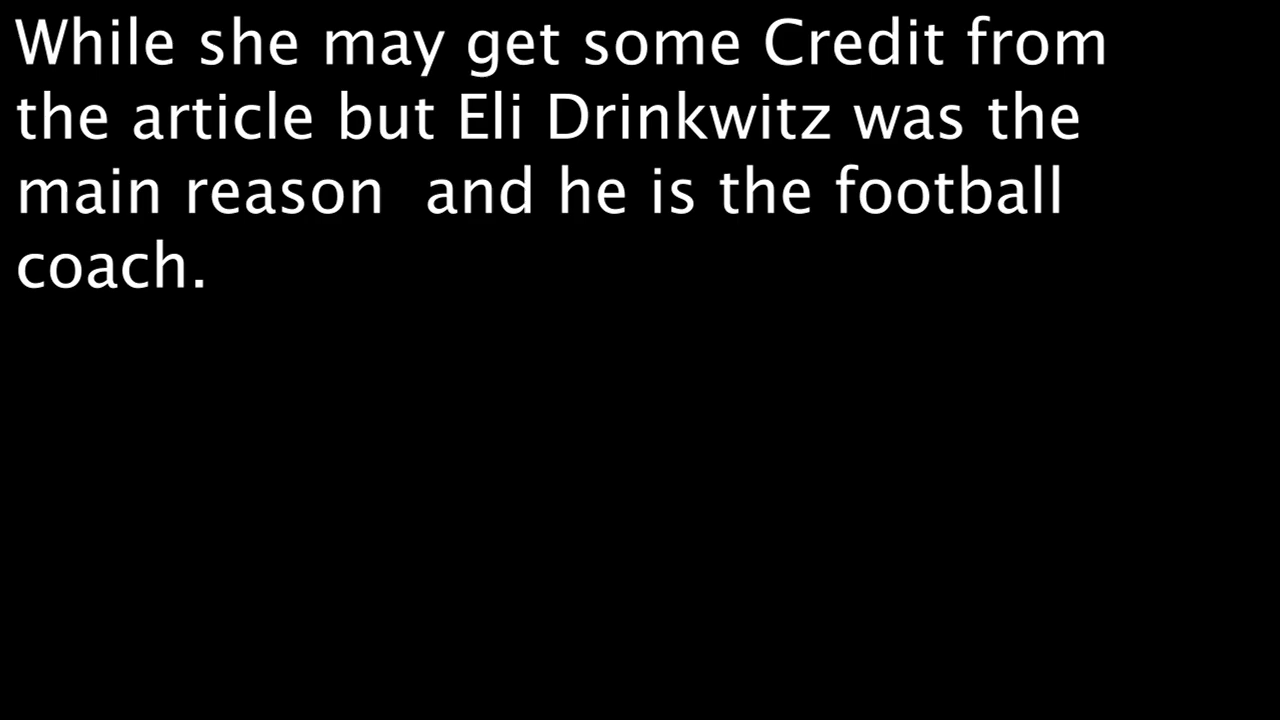 While she may get some Credit from
the article but Eli Drinkwitz was the
main reason  and he is the football
coach.